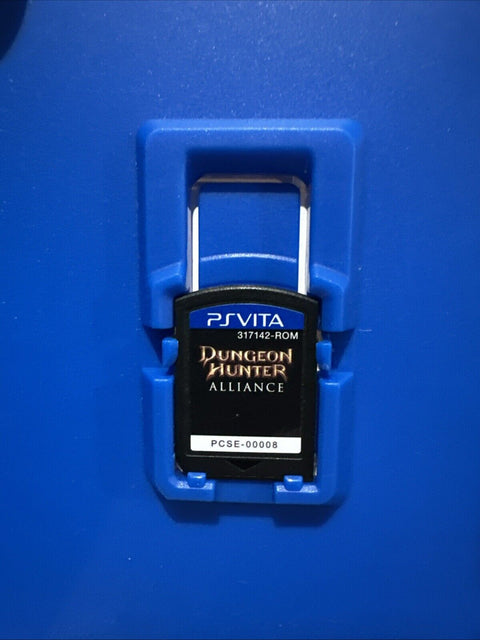 PSVITA
317142-ROM
DUNGEON
HUNTER
ALLIANCE
PCSE-00008